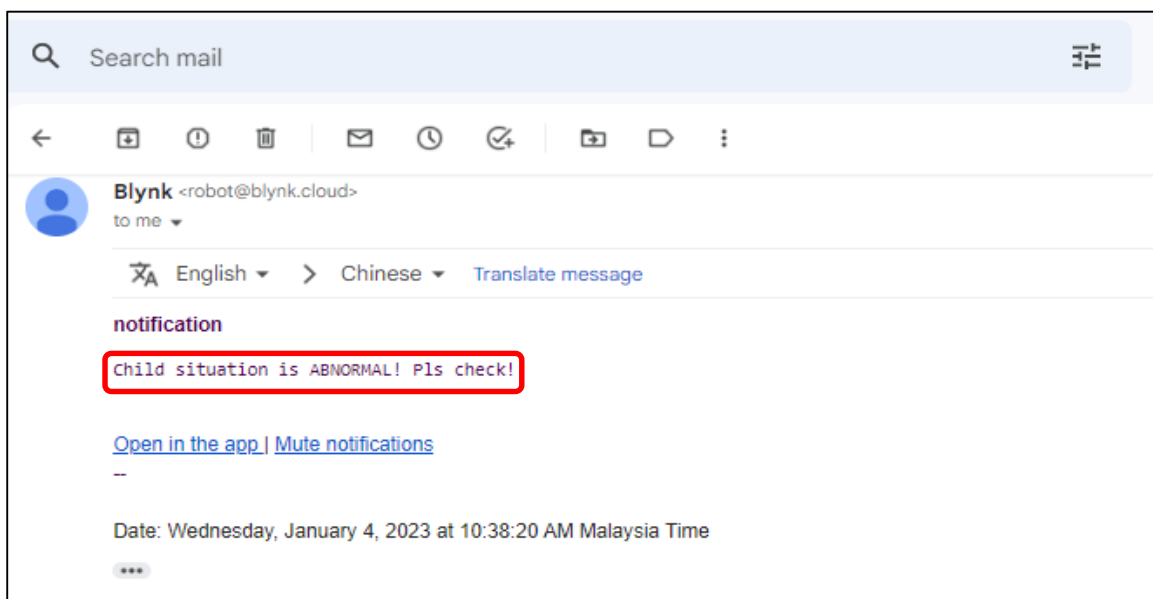 Search mail
Blynk <robot@blynk.cloud>
to me
English > Chinese Translate message
notification
Child situation is ABNORMAL! Pls check!
Open in the app | Mute notifications
--
Date: Wednesday, January 4, 2023 at 10:38:20 AM Malaysia Time